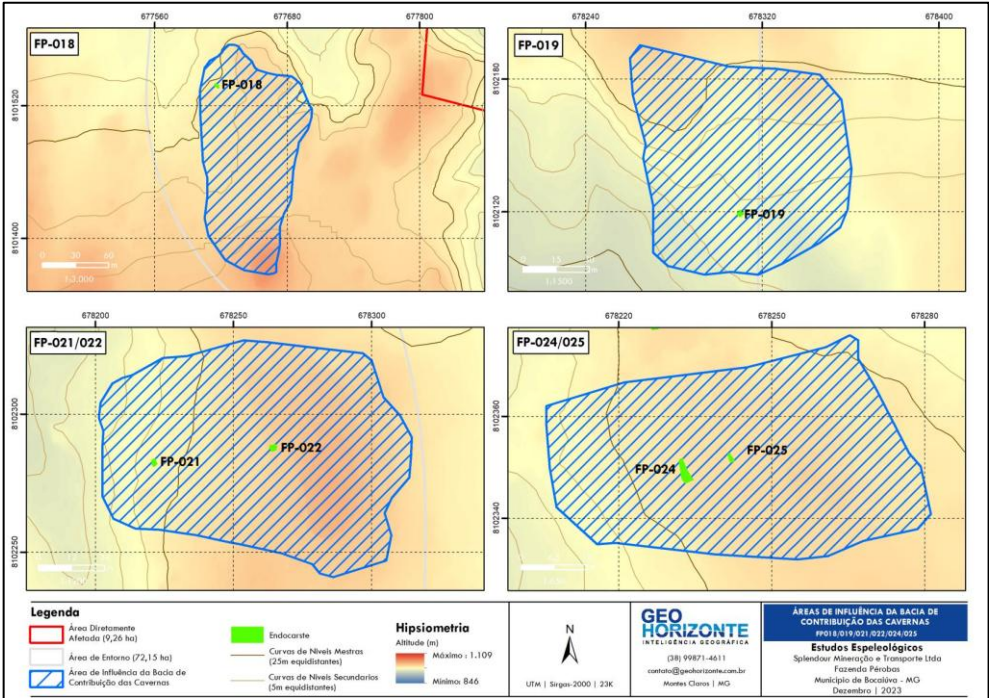 677560 677680 677800
FP-018
FP-018
8101520
8101400
0 30 60
m
1:3.000
678240 678320 678400
FP-019
FP-019
8102180
8102120
0 15
m
1:1500
678200 678250 678300
FP-021/022
FP-021
FP-022
8102300
8102250
678220 678250 678280
FP-024/025
FP-024
FP-025
8102360
8102340
Legenda
Área Diretamente
Afetada (9,26 ha)
Área de Entorno (72,15 ha)
Área de Influência da Bacia de
Contribuição das Cavernas
Endocarste
Curvas de Níveis Mestras
(25m equidistantes)
Curvas de Níveis Secundarios
(5m equidistantes)
Hipsiometria
Altitude (m)
Máximo : 1.109
Minimo: 846
N
UTM | Sirgas-2000 | 23K
GEO
HORIZONTE
INTELIGÊNCIA GEOGRÁFICA
(38) 99871-4611
contato@geohorizonte.com.br
Montes Claros | MG
ÁREAS DE INFLUÊNCIA DA BACIA DE
CONTRIBUIÇÃO DAS CAVERNAS
FP018/019/021/022/024/025
Estudos Espeleológicos
Splendour Mineração e Transporte Ltda
Fazenda Pérobas
Município de Bocaiúva - MG
Dezembro | 2023